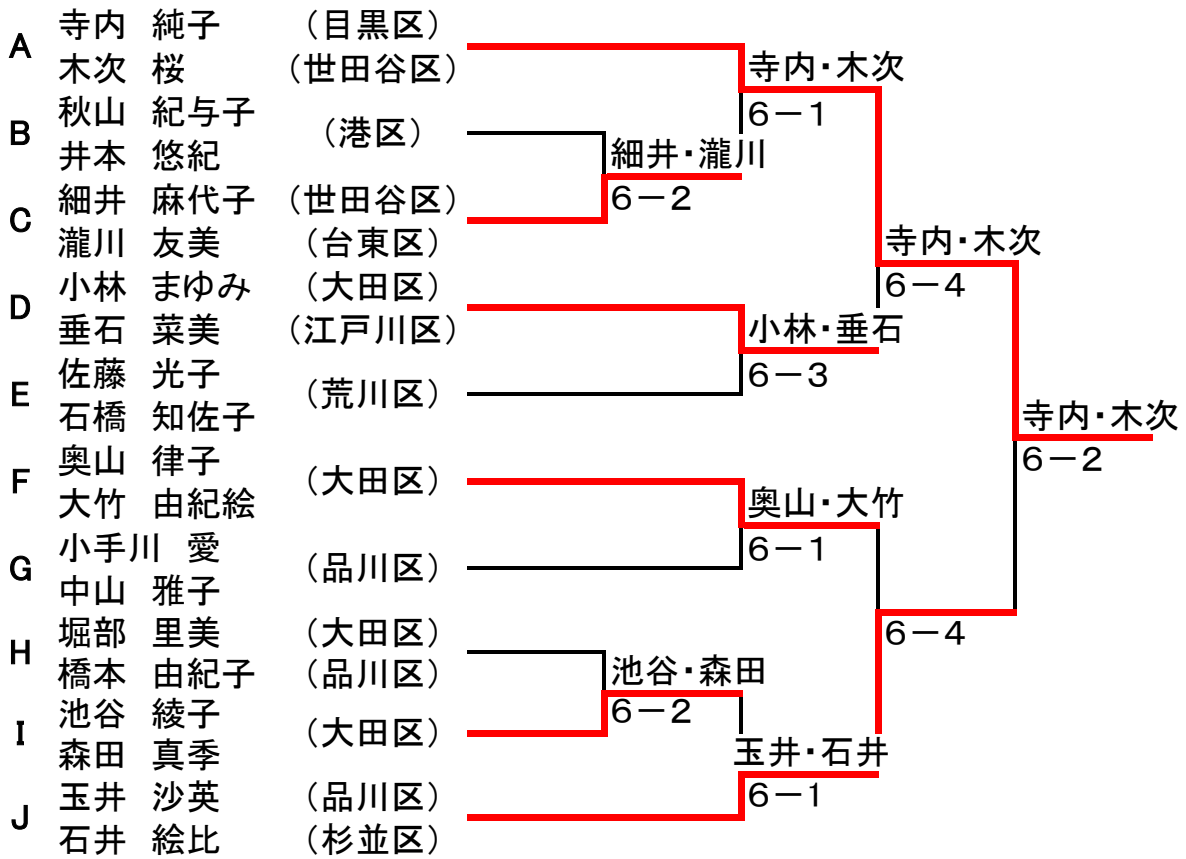 A
寺内 純子 (目黒区)
木次 桜 (世田谷区)
B
秋山 紀与子
井本 悠紀
(港区)
C
細井 麻代子 (世田谷区)
瀧川 友美 (台東区)
D
小林 まゆみ (大田区)
垂石 菜美 (江戸川区)
E
佐藤 光子
石橋 知佐子
(荒川区)
F
奥山 律子
大竹 由紀絵
(大田区)
G
小手川 愛
中山 雅子
(品川区)
H
堀部 里美 (大田区)
橋本 由紀子 (品川区)
I
池谷 綾子
森田 真季
(大田区)
J
玉井 沙英 (品川区)
石井 絵比 (杉並区)
細井・瀧川
6-2
池谷・森田
6-2
寺内・木次
6-1
小林・垂石
6-3
奥山・大竹
6-1
玉井・石井
6-1
寺内・木次
6-4
6-4
寺内・木次
6-2